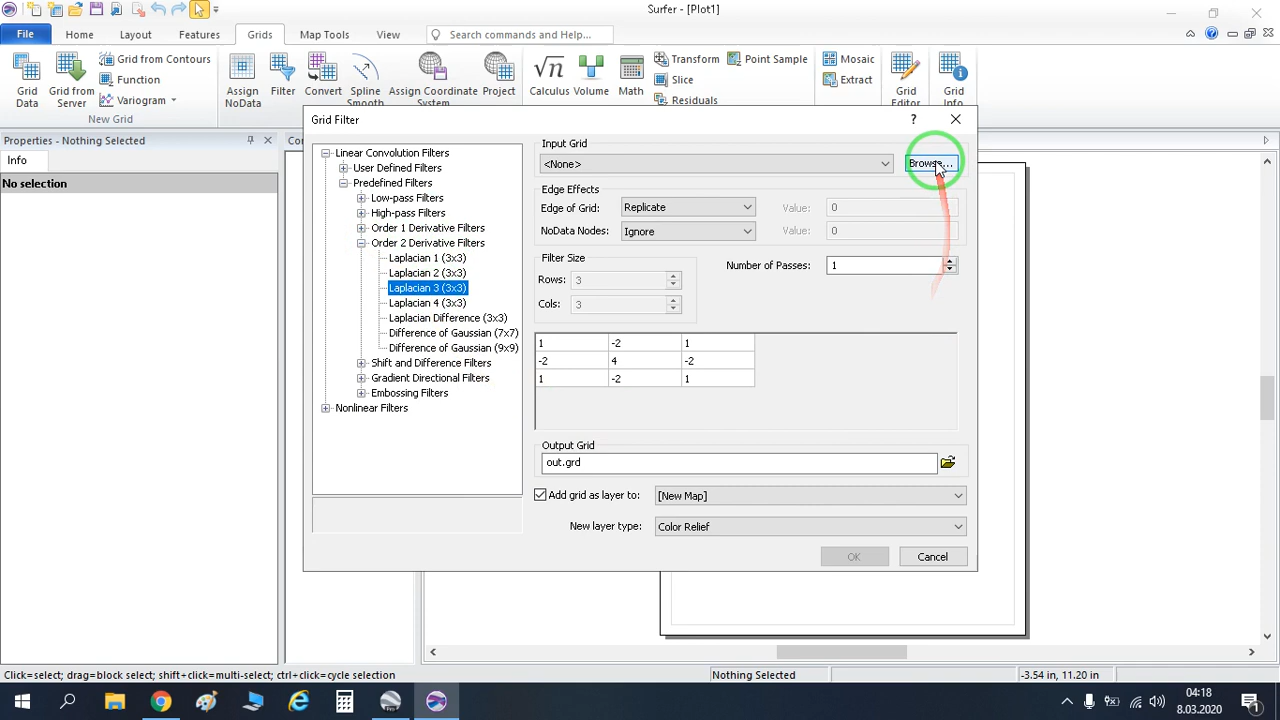 Surfer - [Plot1]
File Home Layout Features Grids Map Tools View Search commands and Help...
Grid Data
Grid from Server
Grid from Contours
Function
Variogram
New Grid
Assign NoData
Filter
Convert
Spline Smooth
Assign Coordinate System
Project
Calculus
Volume
Math
Transform
Slice
Residuals
Point Sample
Mosaic
Extract
Grid Editor
Grid Info
Properties - Nothing Selected
Info
No selection
Grid Filter
Linear Convolution Filters
User Defined Filters
Predefined Filters
Low-pass Filters
High-pass Filters
Order 1 Derivative Filters
Order 2 Derivative Filters
Laplacian 1 (3x3)
Laplacian 2 (3x3)
Laplacian 3 (3x3)
Laplacian 4 (3x3)
Laplacian Difference (3x3)
Difference of Gaussian (7x7)
Difference of Gaussian (9x9)
Shift and Difference Filters
Gradient Directional Filters
Embossing Filters
Nonlinear Filters
Input Grid
<None> Browse...
Edge Effects
Edge of Grid: Replicate Value: 0
NoData Nodes: Ignore Value: 0
Filter Size
Rows: 3
Cols: 3
Number of Passes: 1
1 -2 1
-2 4 -2
1 -2 1
Output Grid
out.grd
Add grid as layer to: [New Map]
New layer type: Color Relief
OK Cancel
Click=select; drag=block select; shift+click=multi-select; ctrl+click=cycle selection Nothing Selected -3.54 in, 11.20 in
04:18
8.03.2020